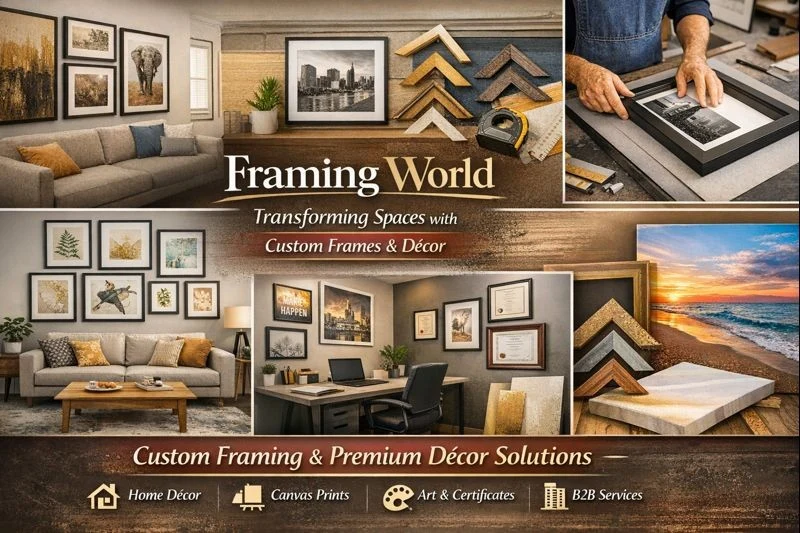 Framing World
Transforming Spaces with
Custom Frames & Décor
MAKE
HAPPEN
Custom Framing & Premium Décor Solutions
Home Décor
Canvas Prints
Art & Certificates
B2B Services